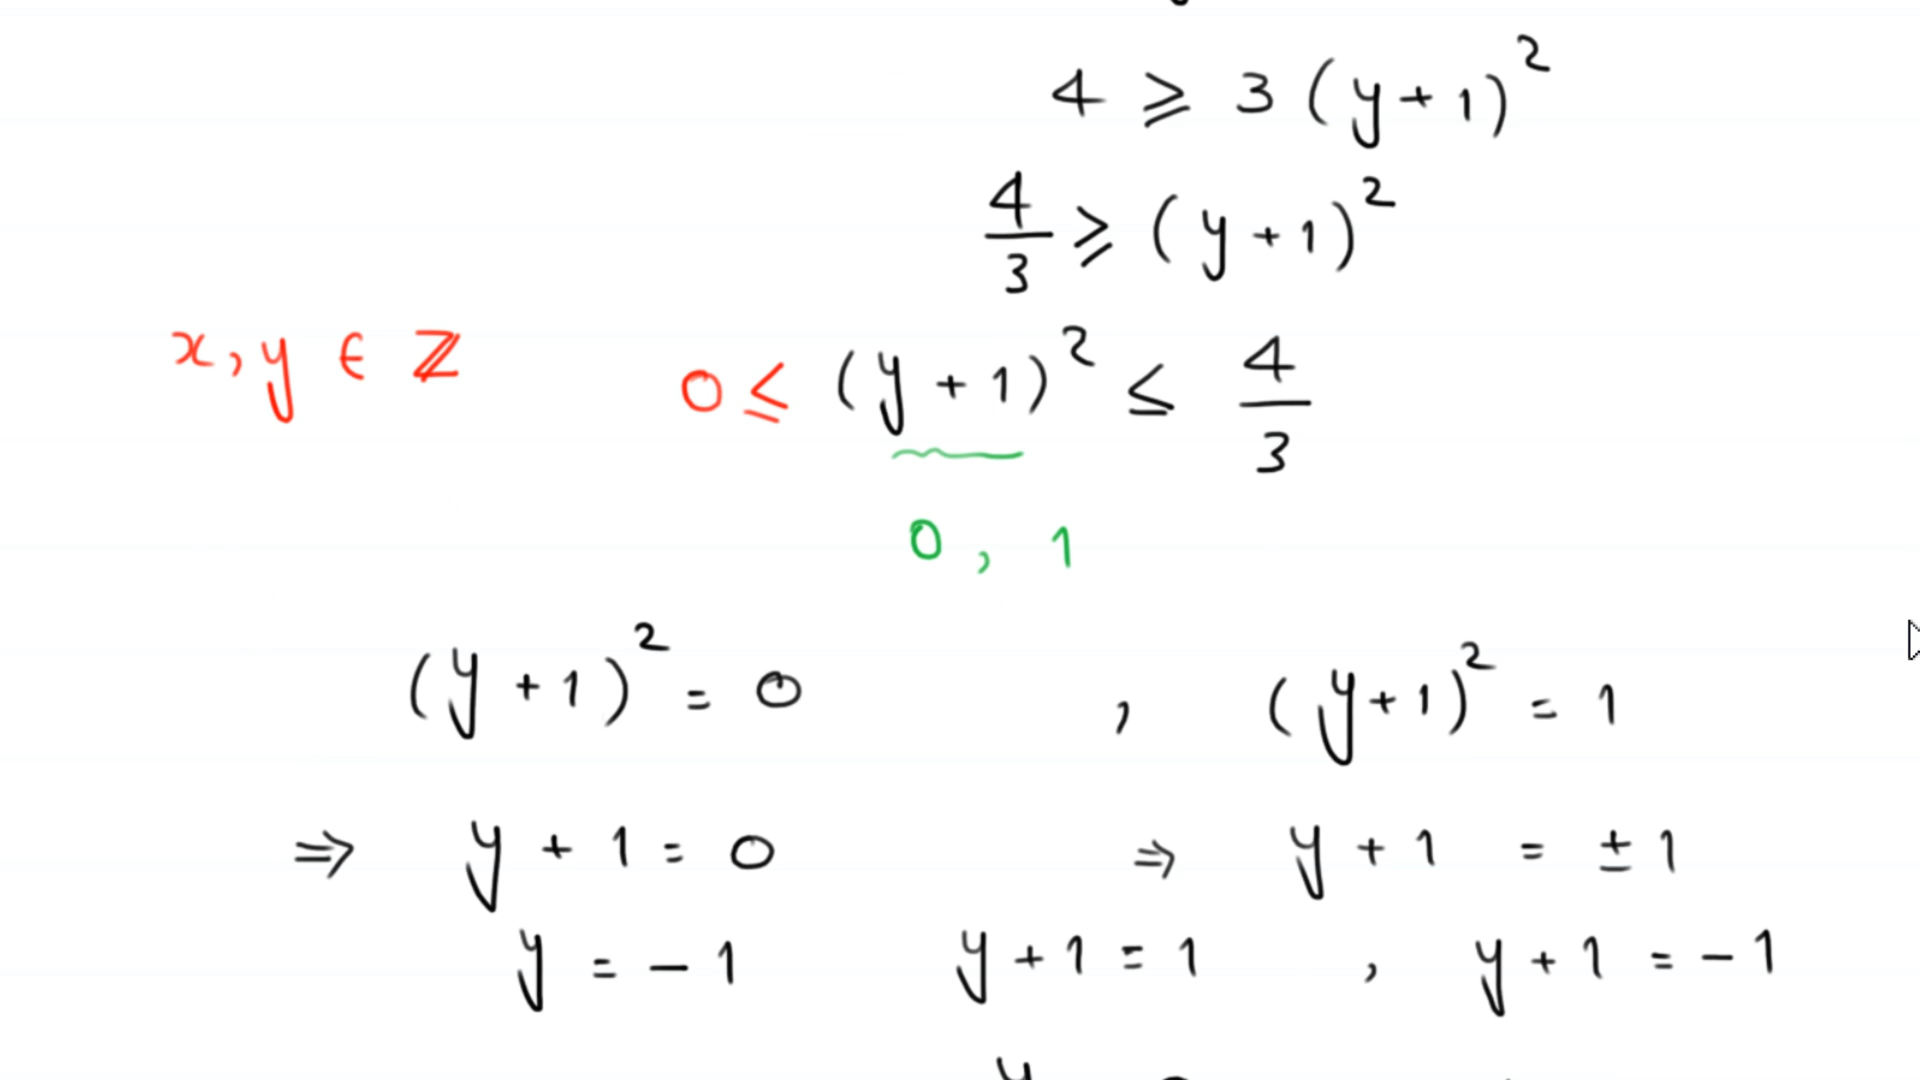 4 ⩾ 3 (y + 1)²
4/3 ⩾ (y + 1)²
x, y ∈ ℤ 0 ≤ (y + 1)² ≤ 4/3
0 , 1
(y + 1)² = 0 , (y + 1)² = 1
⇒ y + 1 = 0 ⇒ y + 1 = ± 1
y = - 1 y + 1 = 1 , y + 1 = - 1